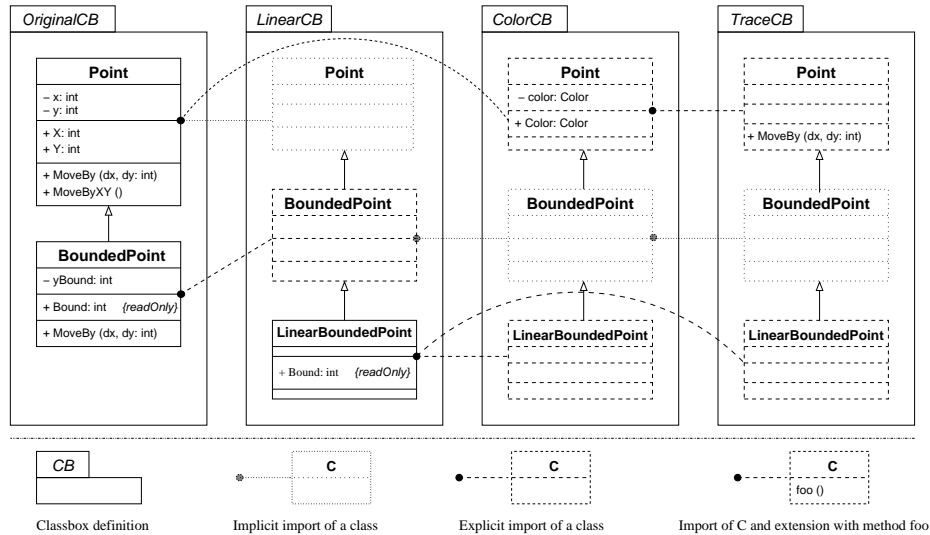 OriginalCB
Point
– x: int
– y: int
+ X: int
+ Y: int
+ MoveBy (dx, dy: int)
+ MoveByXY ()
BoundedPoint
– yBound: int
+ Bound: int {readOnly}
+ MoveBy (dx, dy: int)
LinearCB
Point
BoundedPoint
LinearBoundedPoint
+ Bound: int {readOnly}
ColorCB
Point
– color: Color
+ Color: Color
BoundedPoint
LinearBoundedPoint
TraceCB
Point
+ MoveBy (dx, dy: int)
BoundedPoint
LinearBoundedPoint
CB
Classbox definition
C
Implicit import of a class
C
Explicit import of a class
C
foo ()
Import of C and extension with method foo